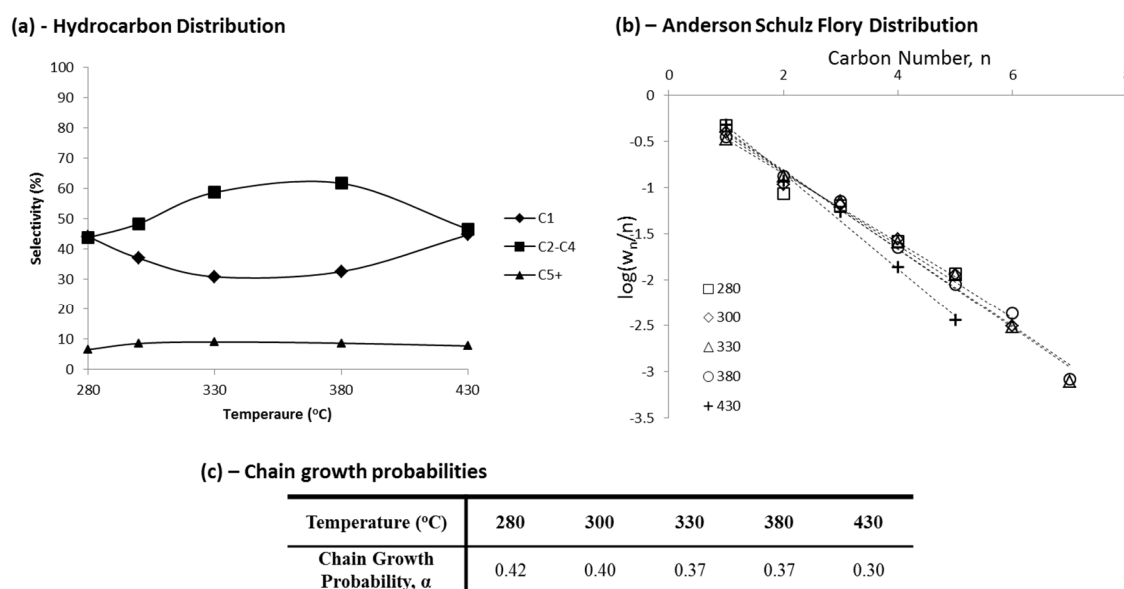 (a) - Hydrocarbon Distribution
100
90
80
70
60
50
40
30
20
10
0
Selectivity (%)
280
300
330
380
430
Temperaure (ºC)
C1
C2-C4
C5+
(b) – Anderson Schulz Flory Distribution
Carbon Number, n
0
2
4
6
0
-0.5
-1
-1.5
-2
-2.5
-3
-3.5
log(wn/n)
280
300
330
380
430
(c) – Chain growth probabilities
Temperature (ºC) 280 300 330 380 430
Chain Growth
Probability, α 0.42 0.40 0.37 0.37 0.30